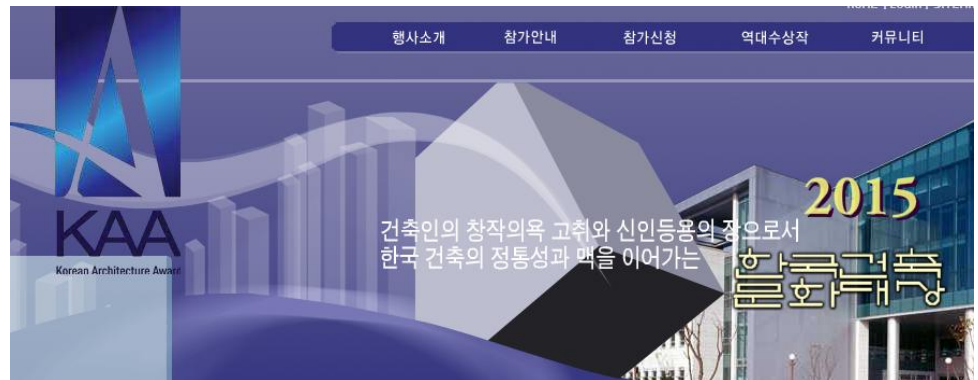 행사소개 참가안내 참가신청 역대수상작 커뮤니티
KAA
Korean Architecture Award
2015
건축인의 창작의욕 고취와 신인등용의 장으로서
한국 건축의 정통성과 맥을 이어가는
한국건축
문화대상